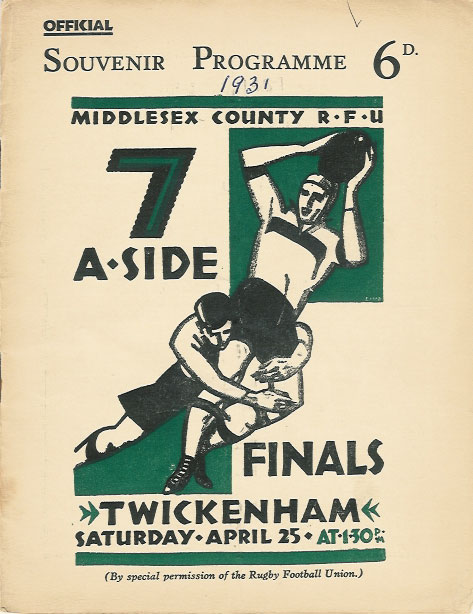 OFFICIAL
SOUVENIR PROGRAMME 6D.
1931
MIDDLESEX COUNTY R·F·U
7
A·SIDE
FINALS
»TWICKENHAM«
SATURDAY·APRIL 25·AT·1·30 PM
(By special permission of the Rugby Football Union.)